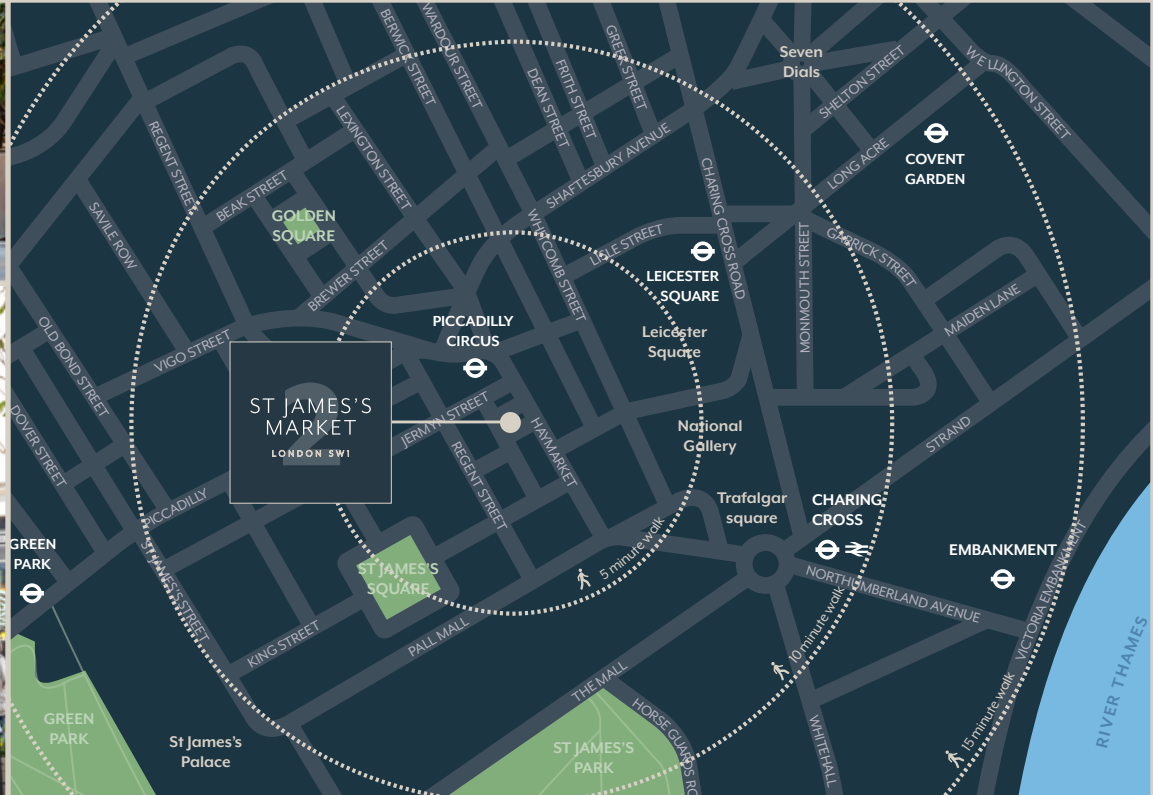 Seven
Dials
BERWICK STREET
WARDOUR STREET
DEAN STREET
FRITH STREET
GREEK STREET
SHELTON STREET
WELLINGTON STREET
COVENT
GARDEN
LONG ACRE
REGENT STREET
LEXINGTON STREET
SHAFTESBURY AVENUE
CHARING CROSS ROAD
BEAK STREET
GOLDEN
SQUARE
SAVILE ROW
WHITCOMB STREET
LISLE STREET
MONMOUTH STREET
GARRICK STREET
BREWER STREET
LEICESTER
SQUARE
MAIDEN LANE
OLD BOND STREET
VIGO STREET
PICCADILLY
CIRCUS
Leicester
Square
2
ST JAMES'S
MARKET
LONDON SW1
JERMYN STREET
DOVER STREET
REGENT STREET
HAYMARKET
National
Gallery
STRAND
PICCADILLY
Trafalgar
square
CHARING
CROSS
GREEN
PARK
ST JAMES'S STREET
ST JAMES'S
SQUARE
5 minute walk
EMBANKMENT
NORTHUMBERLAND AVENUE
VICTORIA EMBANKMENT
KING STREET
PALL MALL
10 minute walk
RIVER THAMES
THE MALL
HORSE GUARDS RO
15 minute walk
WHITEHALL
GREEN
PARK
St James's
Palace
ST JAMES'S
PARK